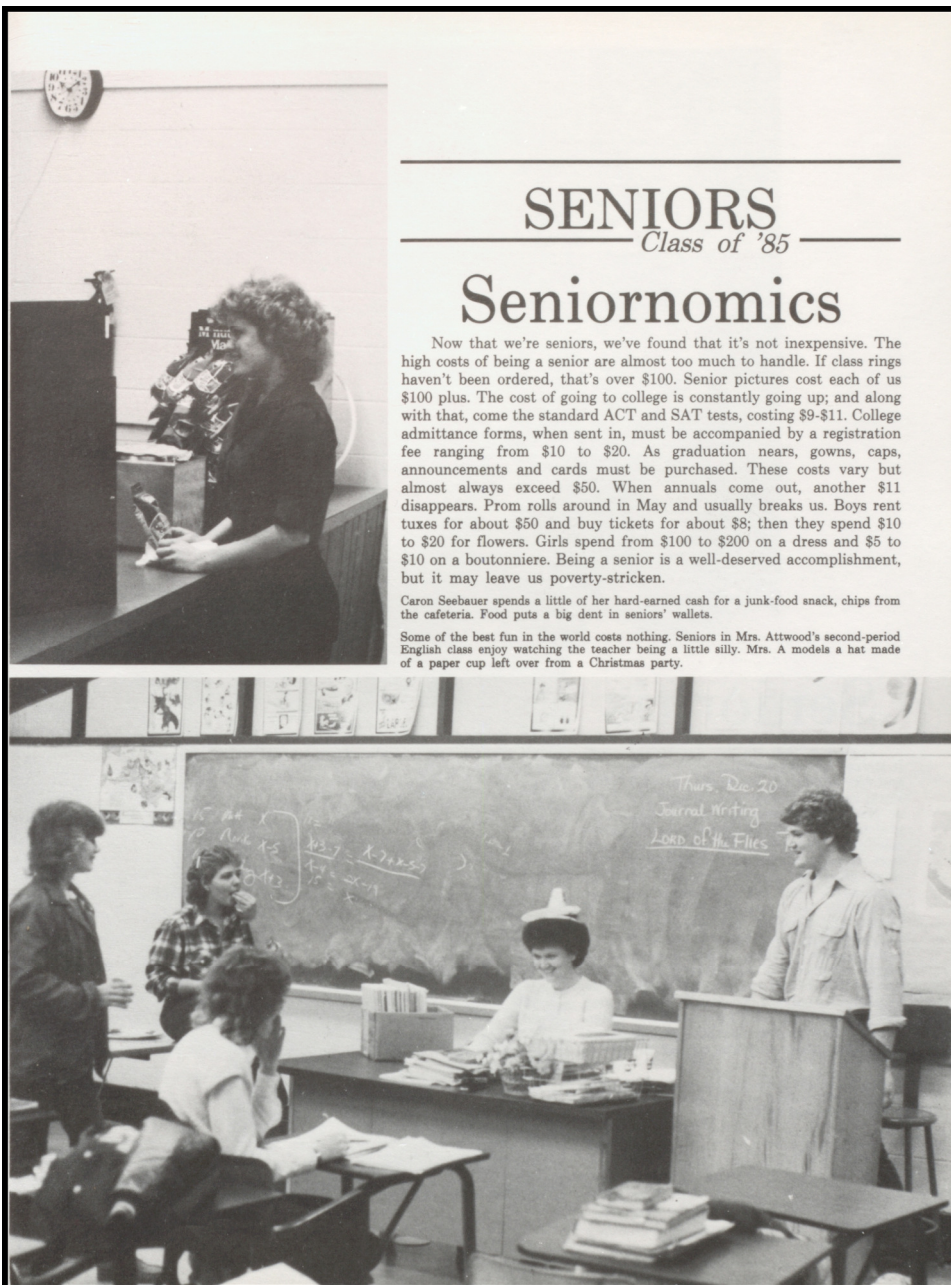 SENIORS
Class of '85
Seniornomics
Now that we're seniors, we've found that it's not inexpensive. The
high costs of being a senior are almost too much to handle. If class rings
haven't been ordered, that's over $100. Senior pictures cost each of us
$100 plus. The cost of going to college is constantly going up; and along
with that, come the standard ACT and SAT tests, costing $9-$11. College
admittance forms, when sent in, must be accompanied by a registration
fee ranging from $10 to $20. As graduation nears, gowns, caps,
announcements and cards must be purchased. These costs vary but
almost always exceed $50. When annuals come out, another $11
disappears. Prom rolls around in May and usually breaks us. Boys rent
tuxes for about $50 and buy tickets for about $8; then they spend $10
to $20 for flowers. Girls spend from $100 to $200 on a dress and $5 to
$10 on a boutonniere. Being a senior is a well-deserved accomplishment,
but it may leave us poverty-stricken.
Caron Seebauer spends a little of her hard-earned cash for a junk-food snack, chips from
the cafeteria. Food puts a big dent in seniors' wallets.
Some of the best fun in the world costs nothing. Seniors in Mrs. Attwood's second-period
English class enjoy watching the teacher being a little silly. Mrs. A models a hat made
of a paper cup left over from a Christmas party.
Thurs. Dec. 20
Journal Writing
LORD of the Flies